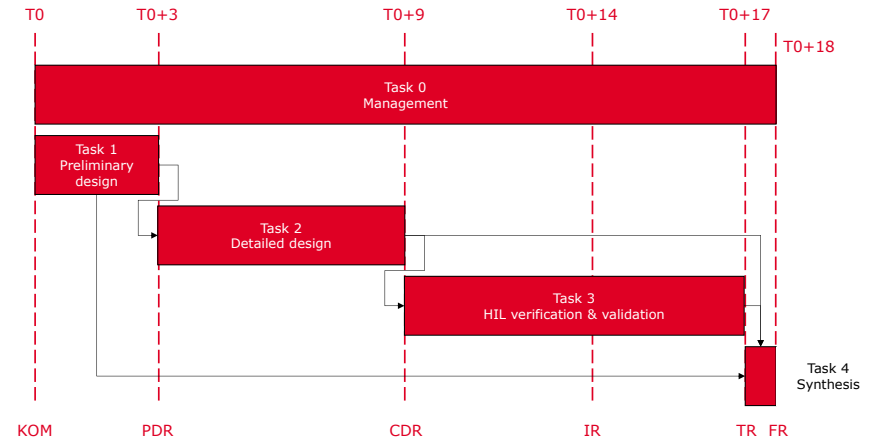 T0
T0+3
T0+9
T0+14
T0+17
T0+18
Task 0
Management
Task 1
Preliminary
design
Task 2
Detailed design
Task 3
HIL verification & validation
Task 4
Synthesis
KOM
PDR
CDR
IR
TR
FR